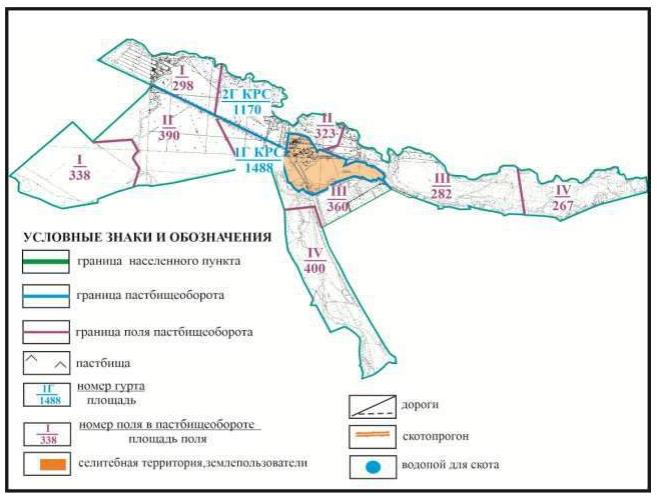 I
298
2Г КРС
1170
II
390
II
323
1Г КРС
1488
I
338
III
360
III
282
IV
267
IV
400
УСЛОВНЫЕ ЗНАКИ И ОБОЗНАЧЕНИЯ
граница населенного пункта
граница пастбищеоборота
граница поля пастбищеоборота
пастбища
1Г
1488
номер гурта
площадь
I
338
номер поля в пастбищеобороте
площадь поля
селитебная территория,землепользователи
дороги
скотопрогон
водопой для скота